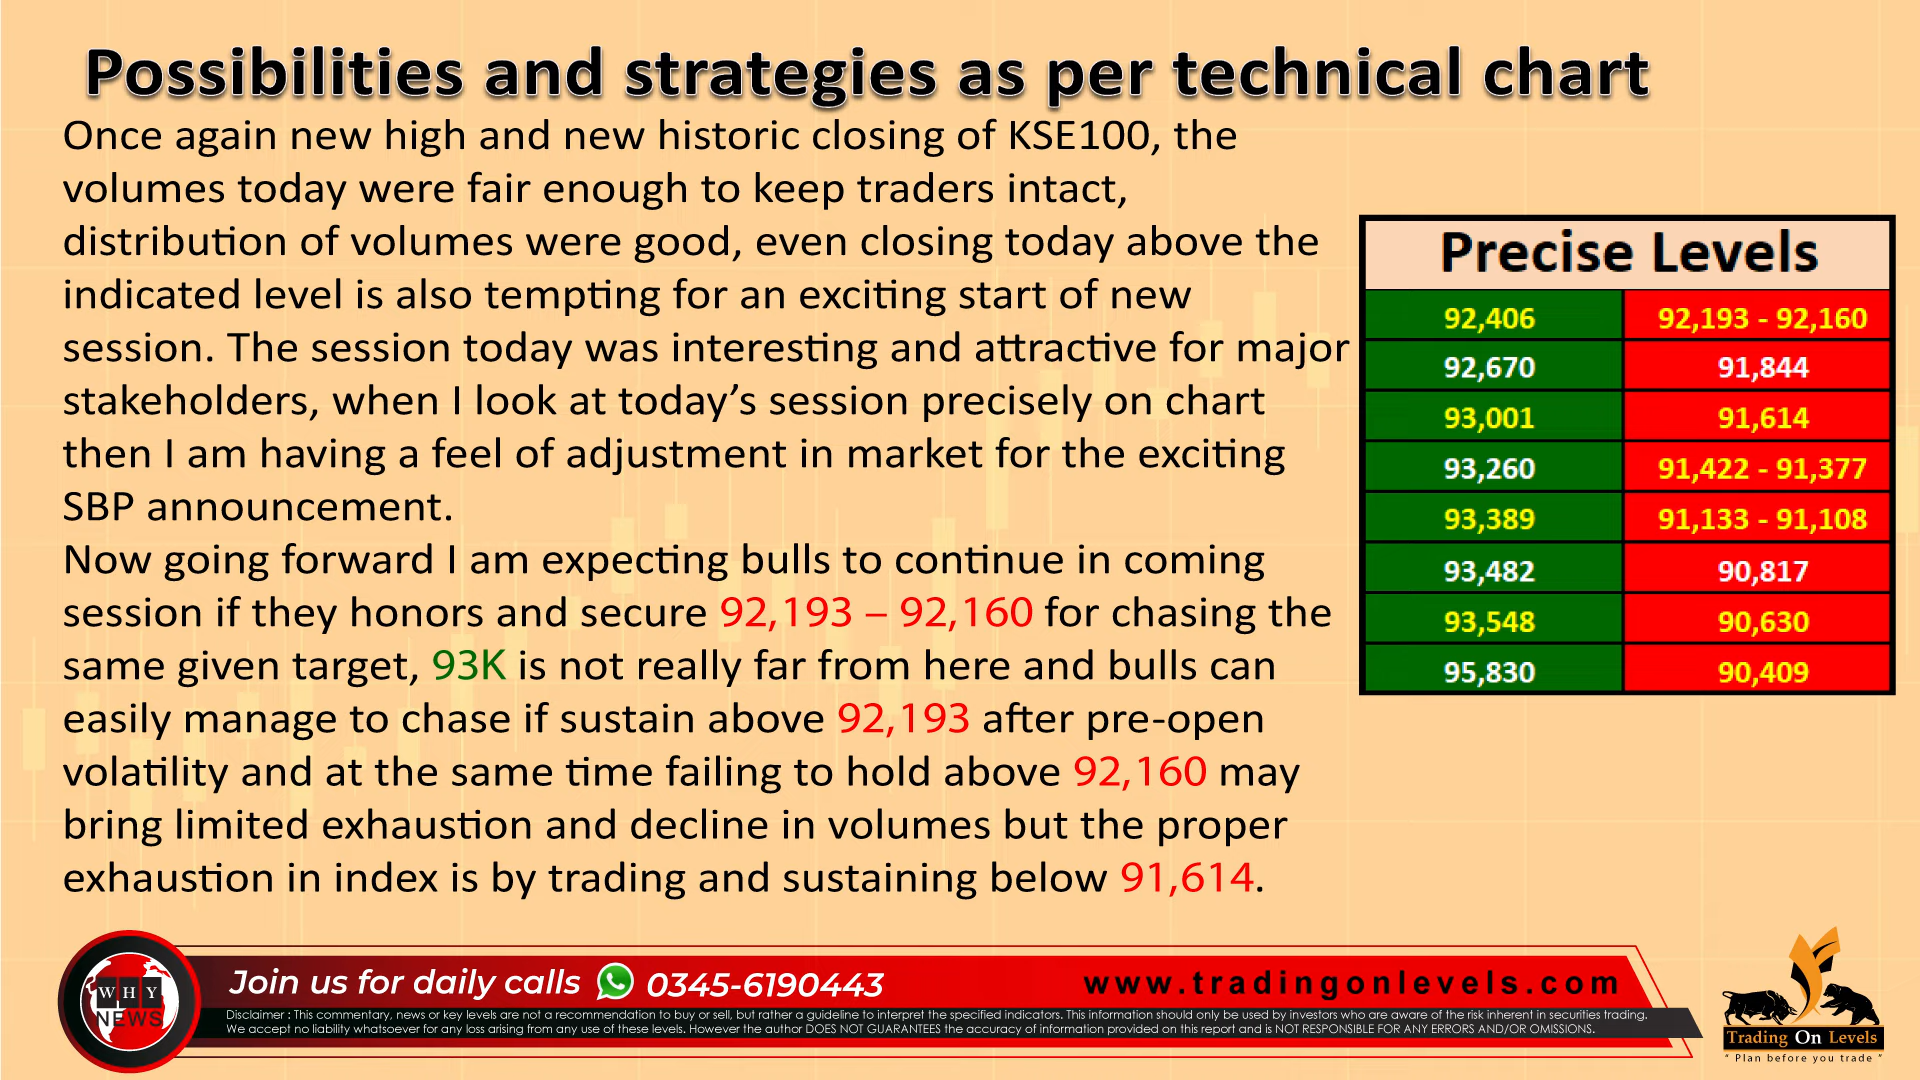 Possibilities and strategies as per technical chart
Once again new high and new historic closing of KSE100, the
volumes today were fair enough to keep traders intact,
distribution of volumes were good, even closing today above the
indicated level is also tempting for an exciting start of new
session. The session today was interesting and attractive for major
stakeholders, when I look at today’s session precisely on chart
then I am having a feel of adjustment in market for the exciting
SBP announcement.
Now going forward I am expecting bulls to continue in coming
session if they honors and secure 92,193 – 92,160 for chasing the
same given target, 93K is not really far from here and bulls can
easily manage to chase if sustain above 92,193 after pre-open
volatility and at the same time failing to hold above 92,160 may
bring limited exhaustion and decline in volumes but the proper
exhaustion in index is by trading and sustaining below 91,614.
Precise Levels
92,406 92,193 - 92,160
92,670 91,844
93,001 91,614
93,260 91,422 - 91,377
93,389 91,133 - 91,108
93,482 90,817
93,548 90,630
95,830 90,409
WHY
NEWS
Join us for daily calls 0345-6190443 www.tradingonlevels.com
Disclaimer : This commentary, news or key levels are not a recommendation to buy or sell, but rather a guideline to interpret the specified indicators. This information should only be used by investors who are aware of the risk inherent in securities trading.
We accept no liability whatsoever for any loss arising from any use of these levels. However the author DOES NOT GUARANTEES the accuracy of information provided on this report and is NOT RESPONSIBLE FOR ANY ERRORS AND/OR OMISSIONS.
Trading On Levels
" Plan before you trade "